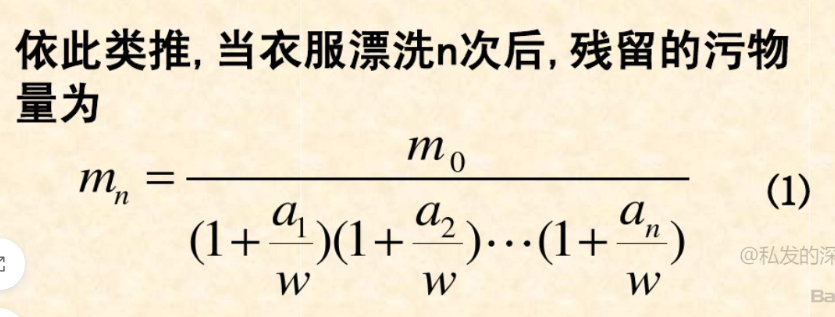 依此类推,当衣服漂洗n次后,残留的污物
量为
m_n = m_0 / ((1+a_1/w)(1+a_2/w)⋯(1+a_n/w)) (1)
@私发的深
Ba